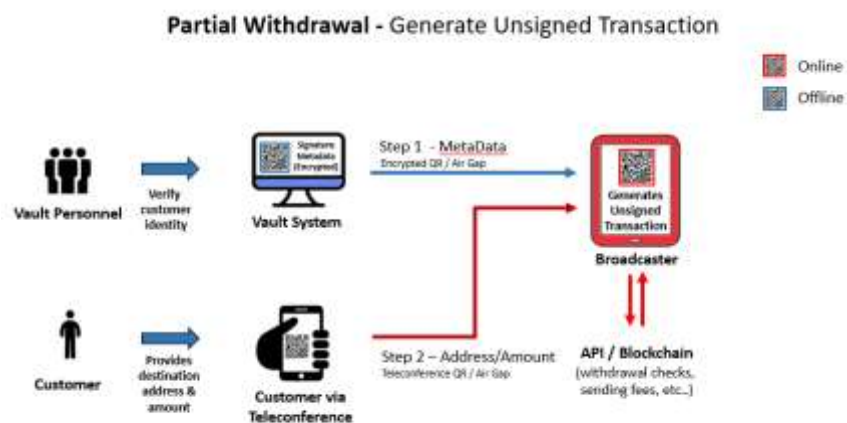 Partial Withdrawal - Generate Unsigned Transaction
Online
Offline
Signature
Metadata
(Encrypted)
Step 1 - MetaData
Encrypted QR / Air Gap
Generates
Unsigned
Transaction
Vault Personnel
Verify
customer
identity
Vault System
Broadcaster
Step 2 – Address/Amount
Teleconference QR / Air Gap
API / Blockchain
(withdrawal checks,
sending fees, etc..)
Customer
Provides
destination
address &
amount
Customer via
Teleconference